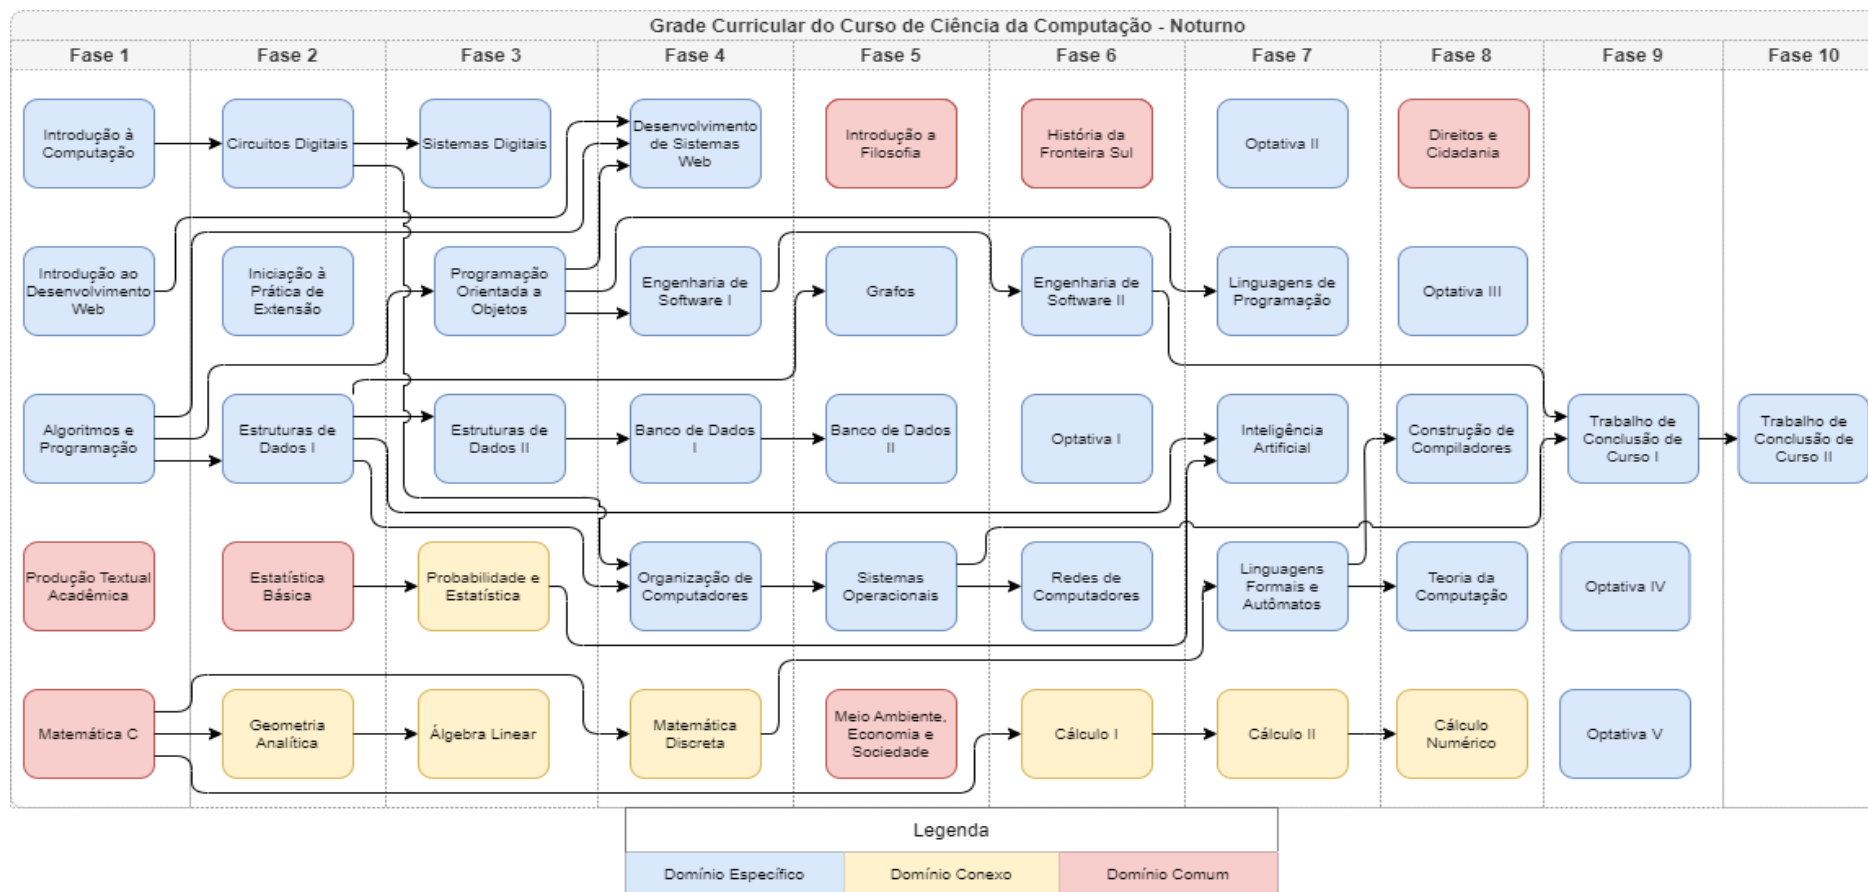 Grade Curricular do Curso de Ciência da Computação - Noturno
Fase 1
Fase 2
Fase 3
Fase 4
Fase 5
Fase 6
Fase 7
Fase 8
Fase 9
Fase 10
Introdução à
Computação
Circuitos Digitais
Sistemas Digitais
Desenvolvimento
de Sistemas
Web
Introdução a
Filosofia
História da
Fronteira Sul
Optativa II
Direitos e
Cidadania
Introdução ao
Desenvolvimento
Web
Iniciação à
Prática de
Extensão
Programação
Orientada a
Objetos
Engenharia de
Software I
Grafos
Engenharia de
Software II
Linguagens de
Programação
Optativa III
Algoritmos e
Programação
Estruturas de
Dados I
Estruturas de
Dados II
Banco de Dados
I
Banco de Dados
II
Optativa I
Inteligência
Artificial
Construção de
Compiladores
Trabalho de
Conclusão de
Curso I
Trabalho de
Conclusão de
Curso II
Produção Textual
Acadêmica
Estatística
Básica
Probabilidade e
Estatística
Organização de
Computadores
Sistemas
Operacionais
Redes de
Computadores
Linguagens
Formais e
Autômatos
Teoria da
Computação
Optativa IV
Matemática C
Geometria
Analítica
Álgebra Linear
Matemática
Discreta
Meio Ambiente,
Economia e
Sociedade
Cálculo I
Cálculo II
Cálculo
Numérico
Optativa V
Legenda
Domínio Específico
Domínio Conexo
Domínio Comum